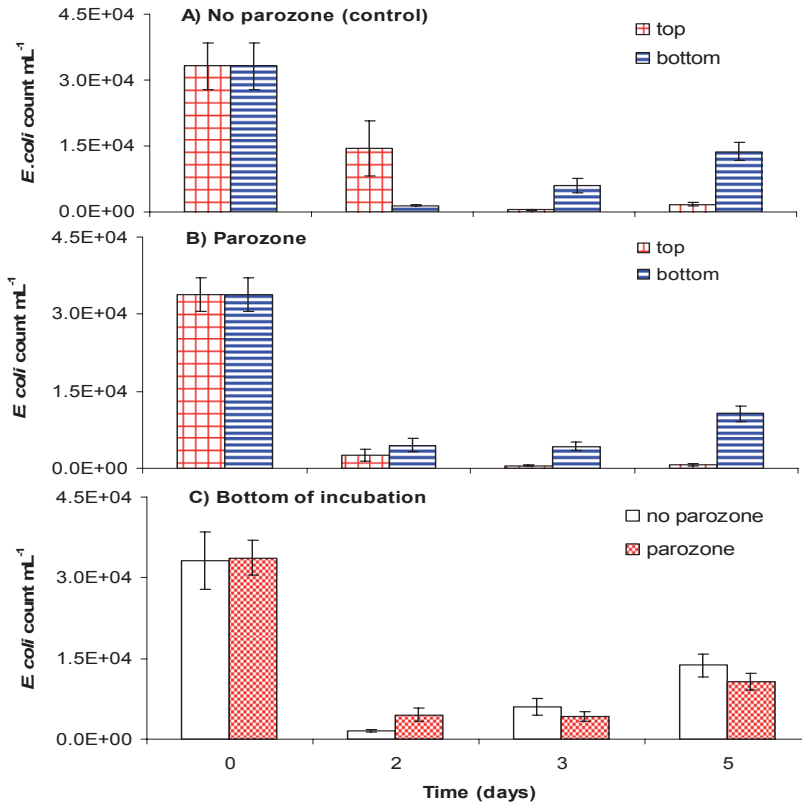 A) No parozone (control)
top
bottom
E.coli count mL-1
3.0E+04
1.5E+04
0.0E+00
B) Parozone
top
bottom
E coli count mL-1
4.5E+04
3.0E+04
1.5E+04
0.0E+00
C) Bottom of incubation
no parozone
parozone
E coli count mL-1
4.5E+04
3.0E+04
1.5E+04
0.0E+00
0 2 3 5
Time (days)